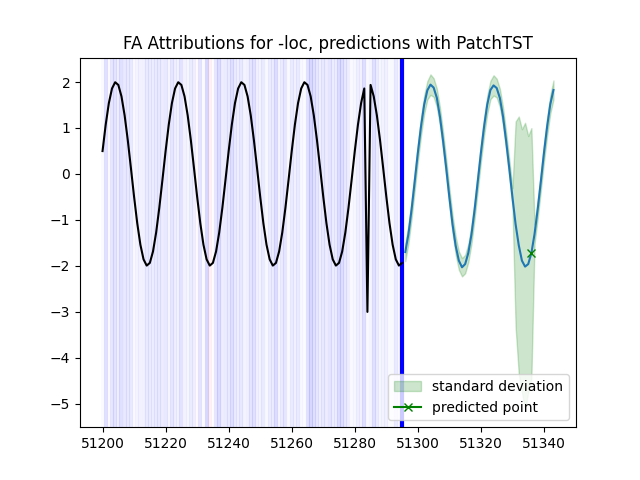 FA Attributions for -loc, predictions with PatchTST
2
1
0
−1
−2
−3
−4
−5
standard deviation
predicted point
51200 51220 51240 51260 51280 51300 51320 51340